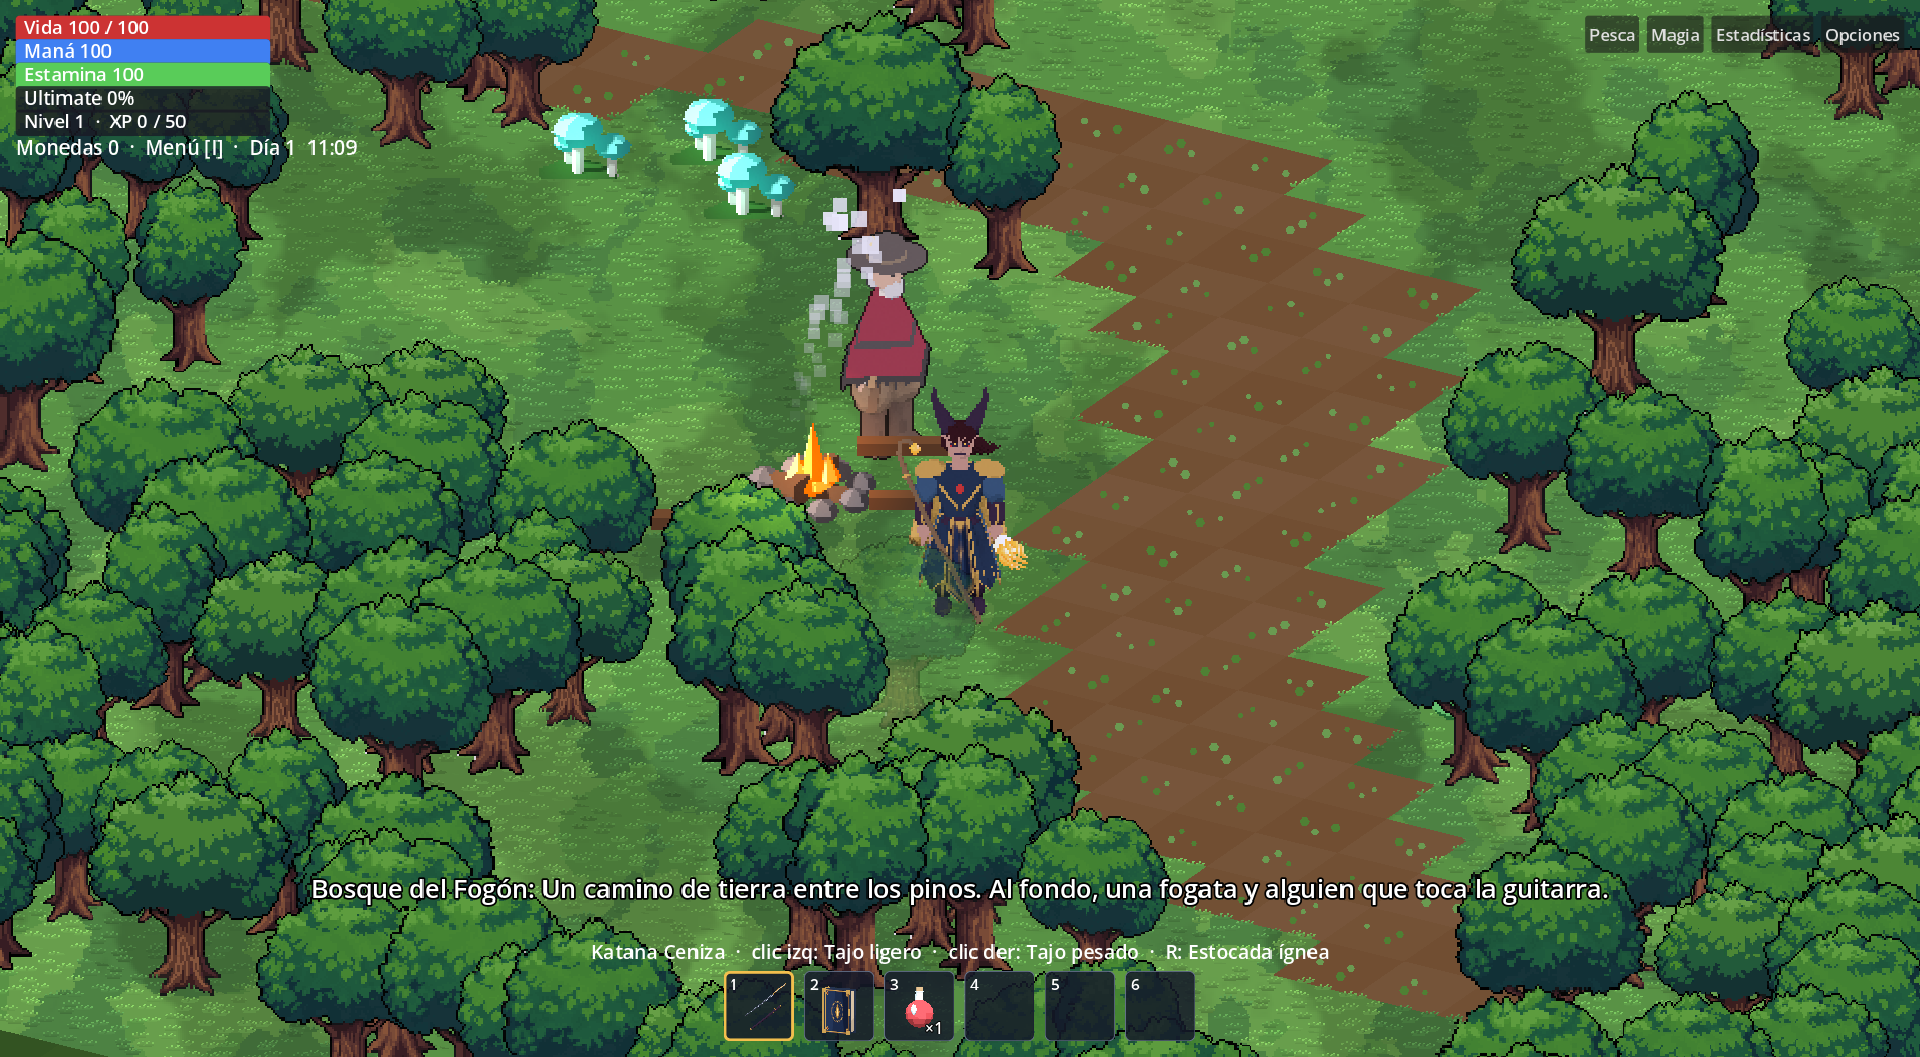 Vida 100 / 100
Maná 100
Estamina 100
Ultimate 0%
Nivel 1 · XP 0 / 50
Monedas 0 · Menú [I] · Día 1 11:09
Pesca Magia Estadísticas Opciones
Bosque del Fogón: Un camino de tierra entre los pinos. Al fondo, una fogata y alguien que toca la guitarra.
Katana Ceniza · clic izq: Tajo ligero · clic der: Tajo pesado · R: Estocada ígnea
1 2 3 4 5 6
×1